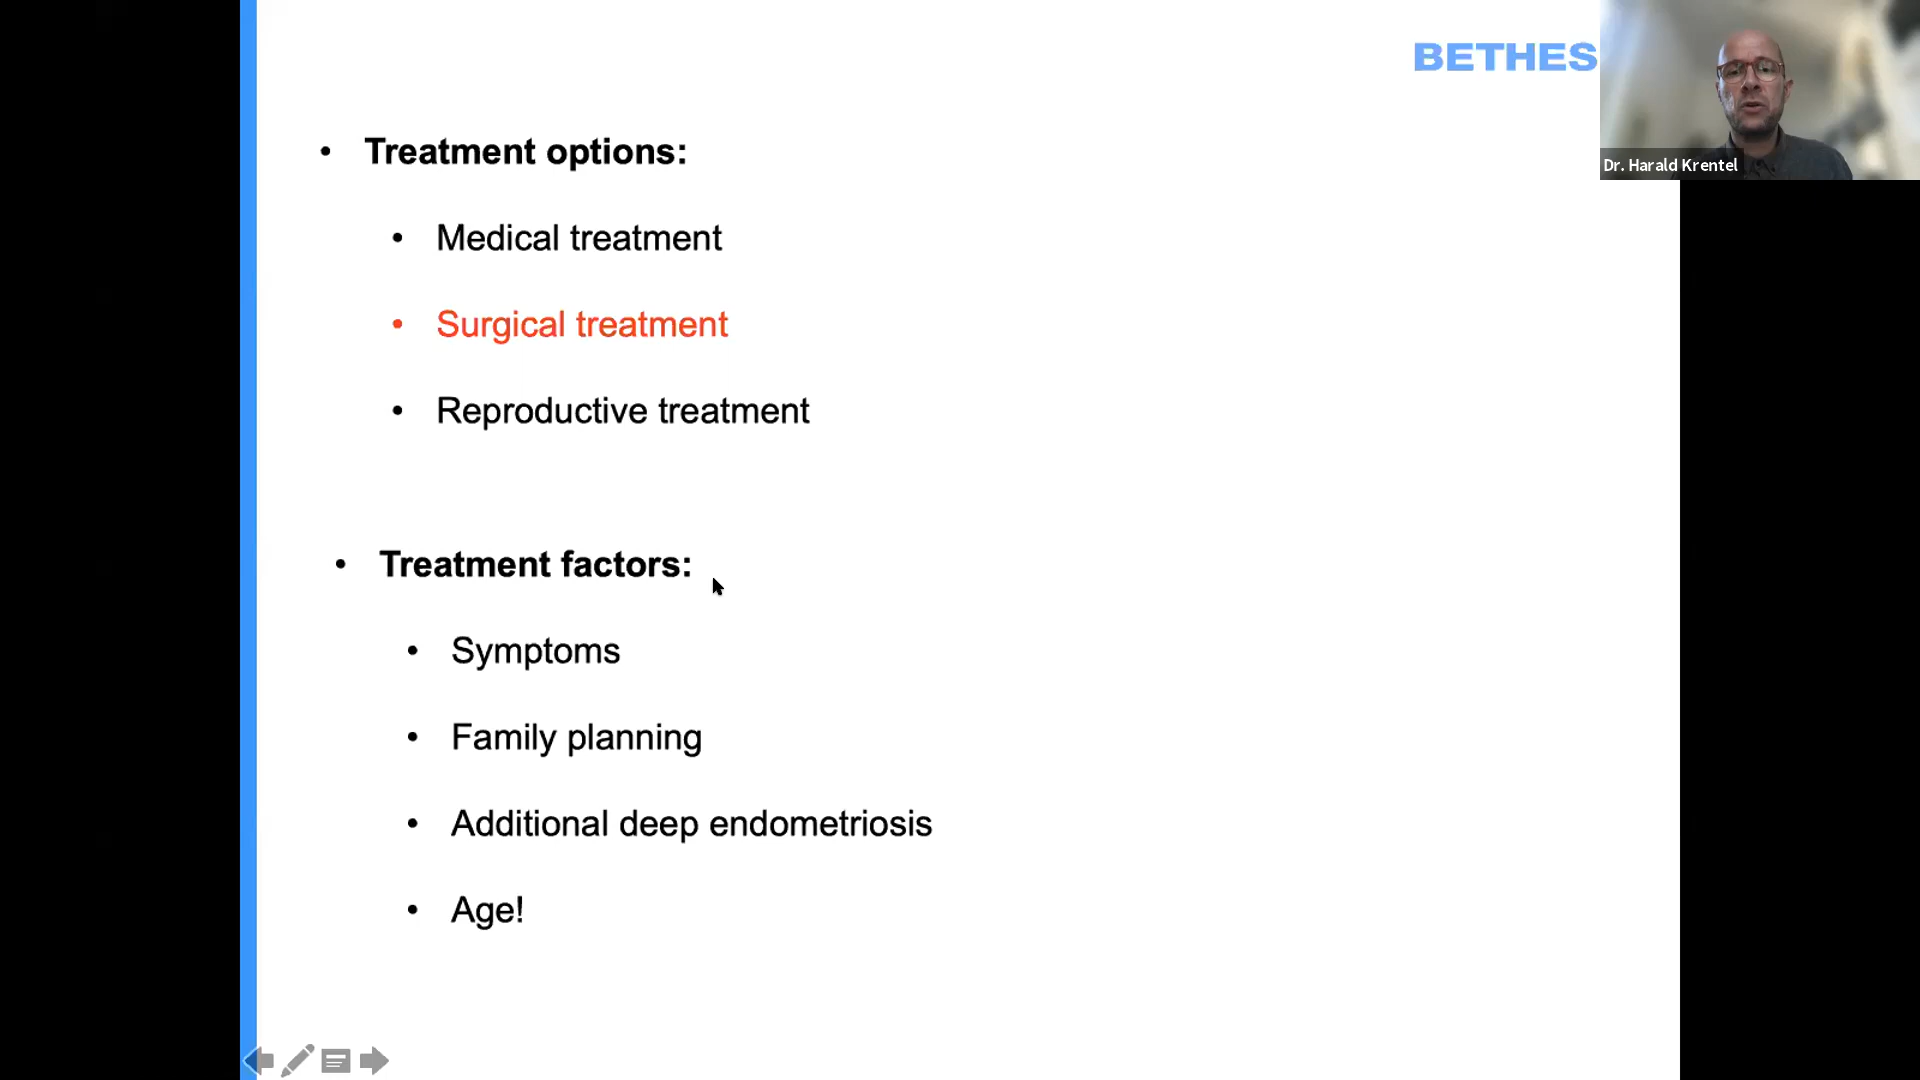 BETHES
Dr. Harald Krentel
• Treatment options:
• Medical treatment
• Surgical treatment
• Reproductive treatment
• Treatment factors:
• Symptoms
• Family planning
• Additional deep endometriosis
• Age!